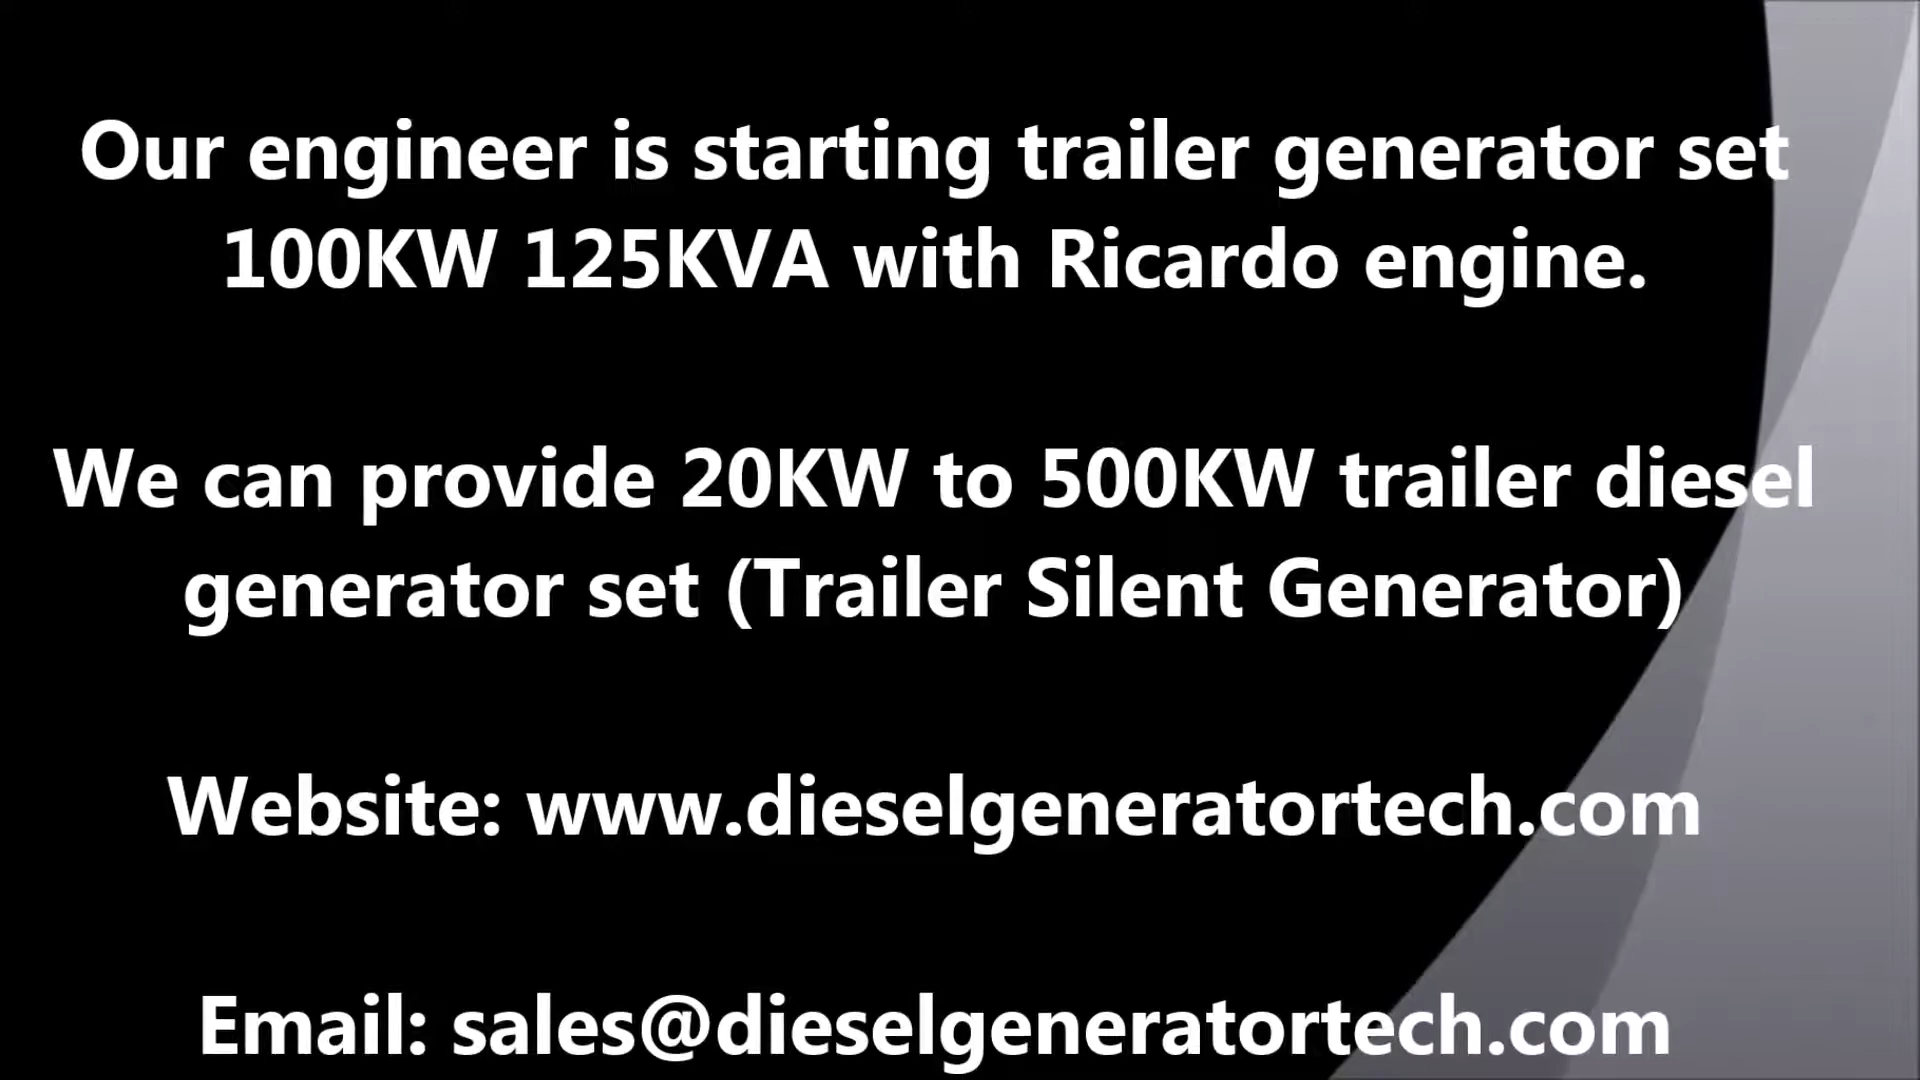 Our engineer is starting trailer generator set
100KW 125KVA with Ricardo engine.
We can provide 20KW to 500KW trailer diesel
generator set (Trailer Silent Generator)
Website: www.dieselgeneratortech.com
Email: sales@dieselgeneratortech.com